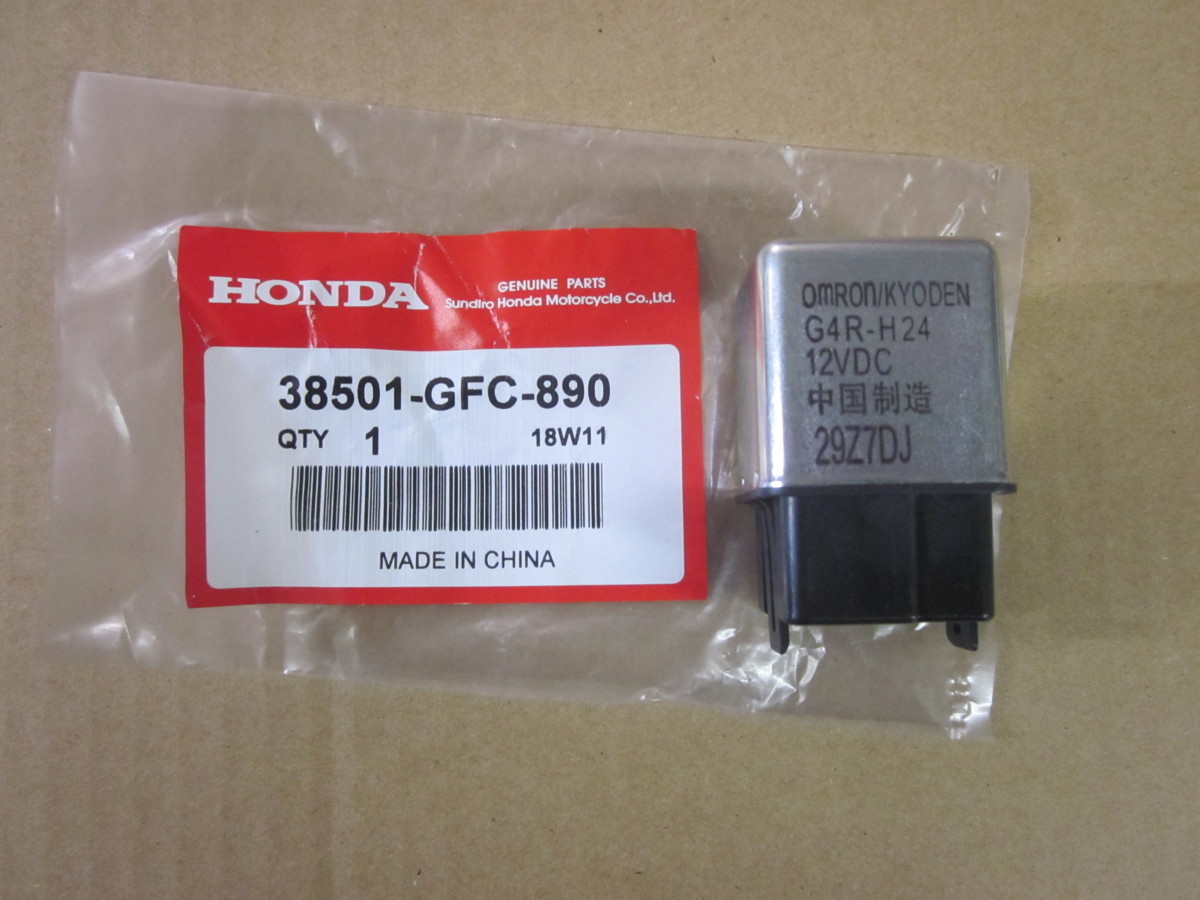 HONDA
GENUINE PARTS
Sundiro Honda Motorcycle Co.,Ltd.
38501-GFC-890
QTY 1 18W11
MADE IN CHINA
OMRON/KYODEN
G4R-H24
12VDC
中国制造
29Z7DJ